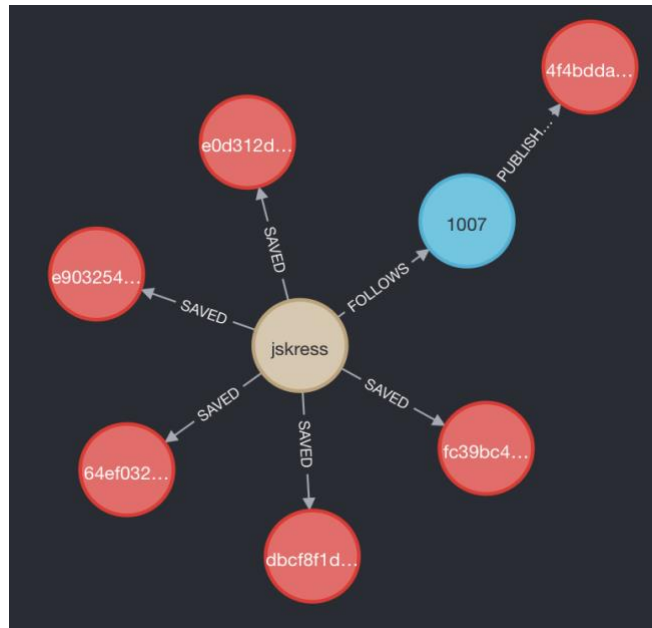 4f4bdda…
PUBLISH…
e0d312d…
1007
SAVED
FOLLOWS
e903254…
SAVED
jskress
SAVED
SAVED
SAVED
fc39bc4…
64ef032…
dbcf8f1d…